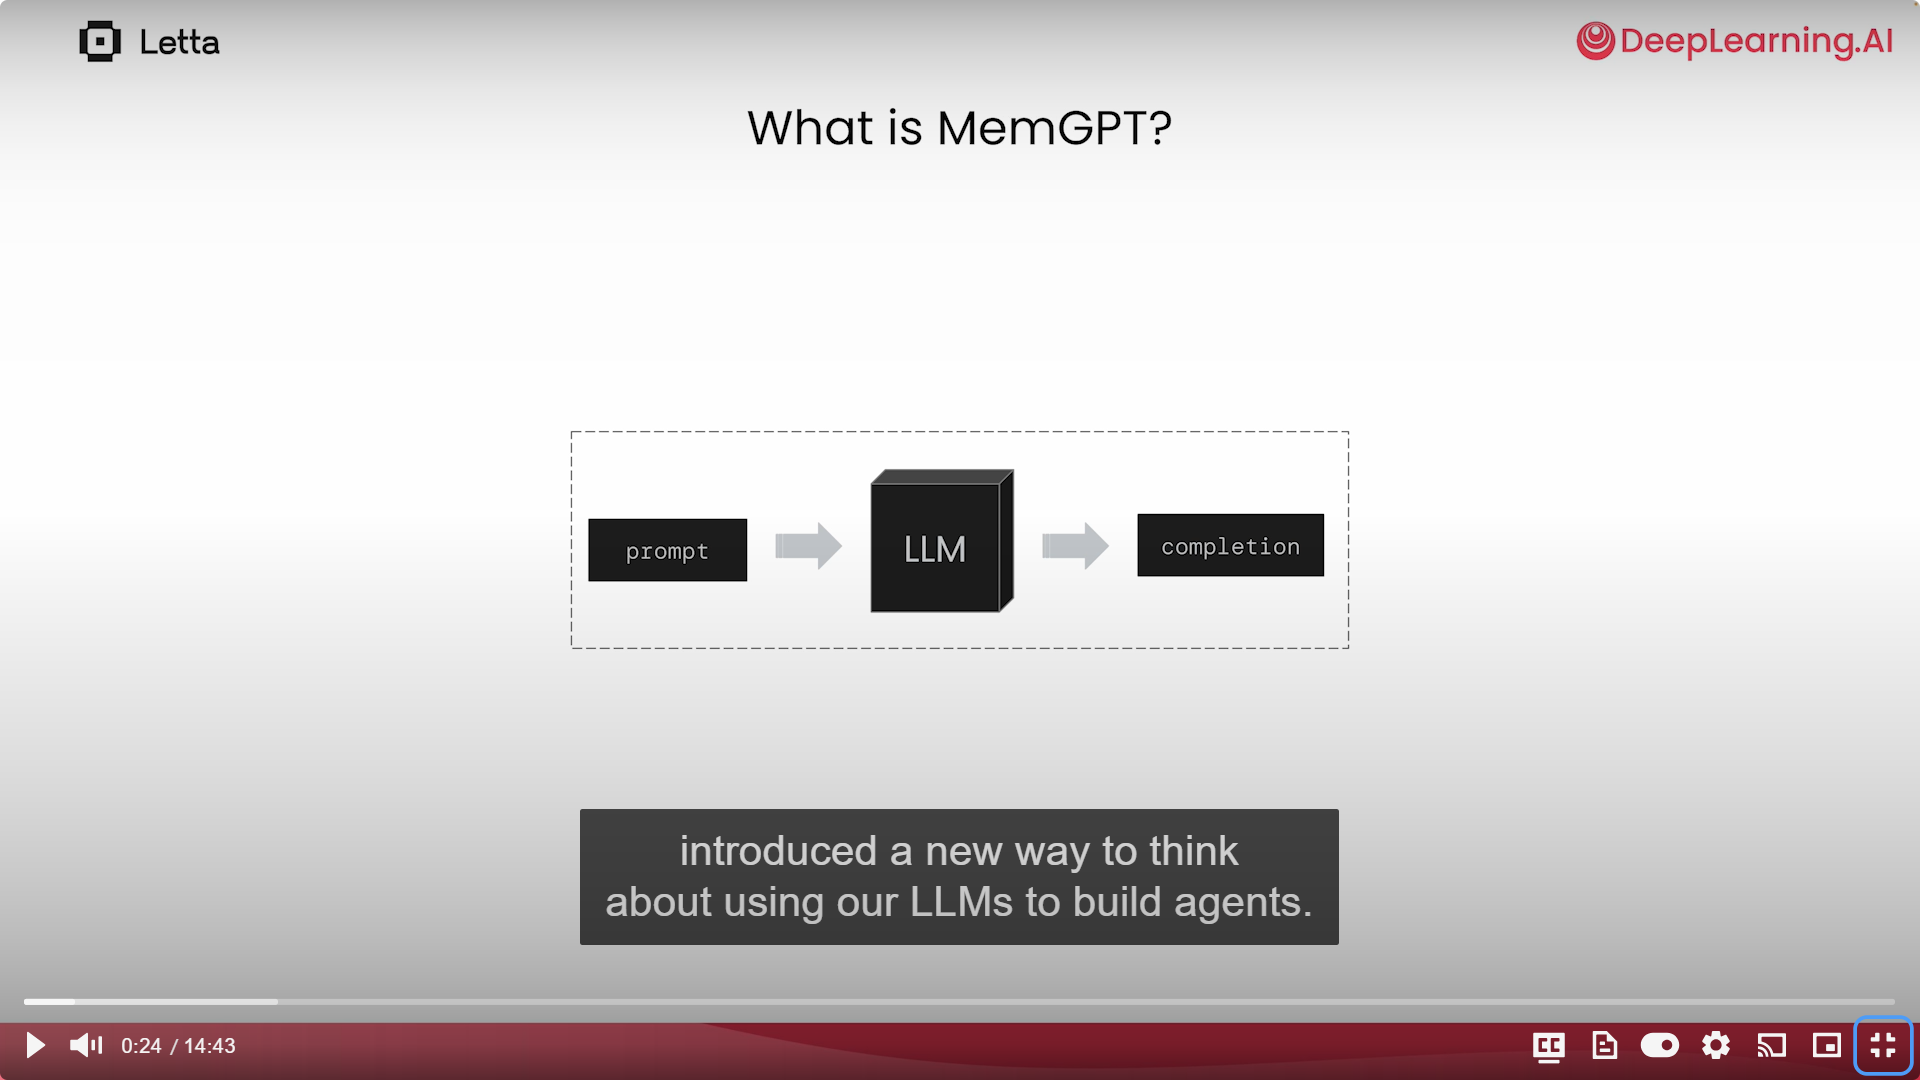 Letta
DeepLearning.AI
What is MemGPT?
prompt
LLM
completion
introduced a new way to think
about using our LLMs to build agents.
0:24 / 14:43
CC